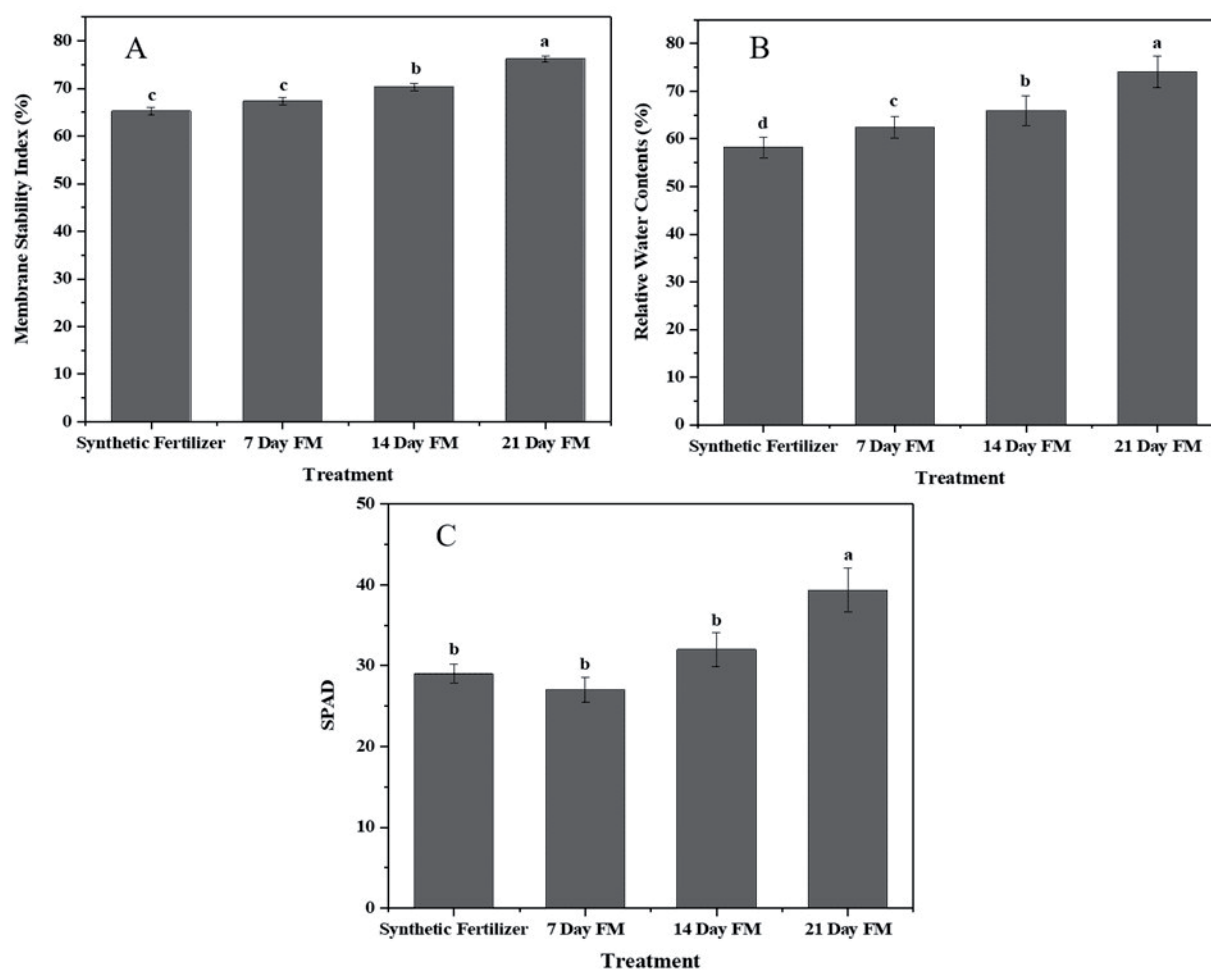 A
Membrane Stability Index (%)
80
70
60
50
40
30
20
10
0
c
c
b
a
Synthetic Fertilizer 7 Day FM 14 Day FM 21 Day FM
Treatment
B
Relative Water Contents (%)
80
70
60
50
40
30
20
10
0
d
c
b
a
Synthetic Fertilizer 7 Day FM 14 Day FM 21 Day FM
Treatment
C
SPAD
50
40
30
20
10
0
b
b
b
a
Synthetic Fertilizer 7 Day FM 14 Day FM 21 Day FM
Treatment